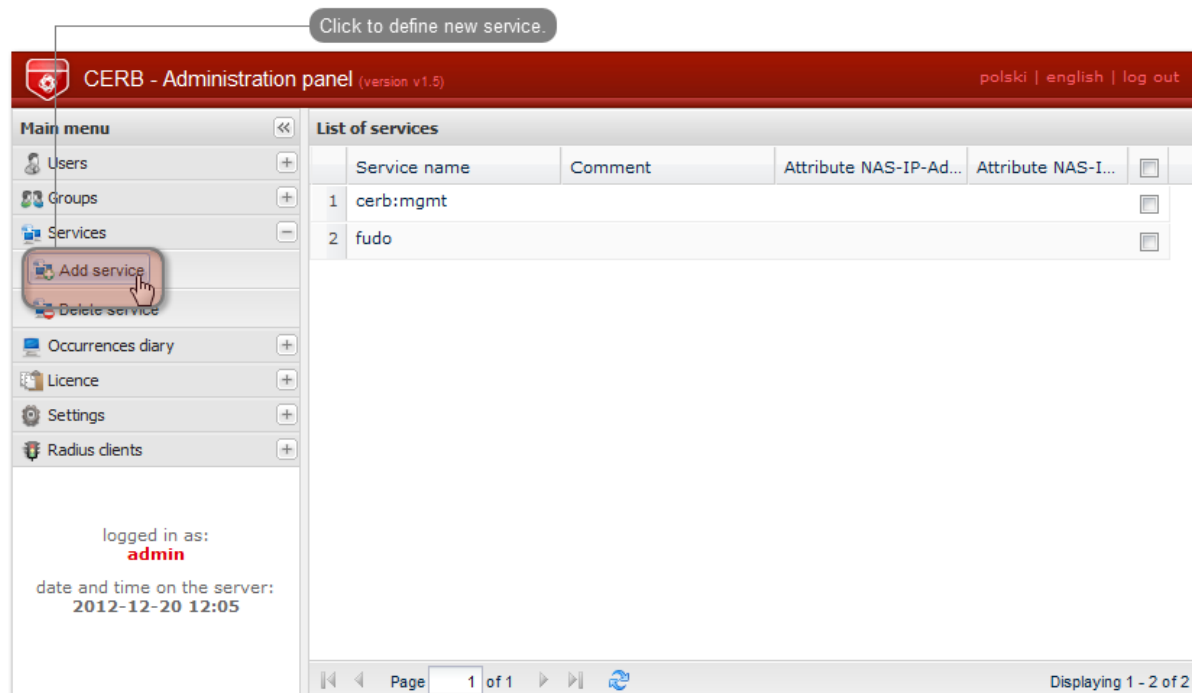 Click to define new service.
CERB - Administration panel (version v1.5)
polski | english | log out
Main menu
List of services
Users
Groups
Services
Add service
Delete service
Occurrences diary
Licence
Settings
Radius clients
logged in as:
admin
date and time on the server:
2012-12-20 12:05
Service name Comment Attribute NAS-IP-Ad... Attribute NAS-I...
1 cerb:mgmt
2 fudo
Page 1 of 1
Displaying 1 - 2 of 2